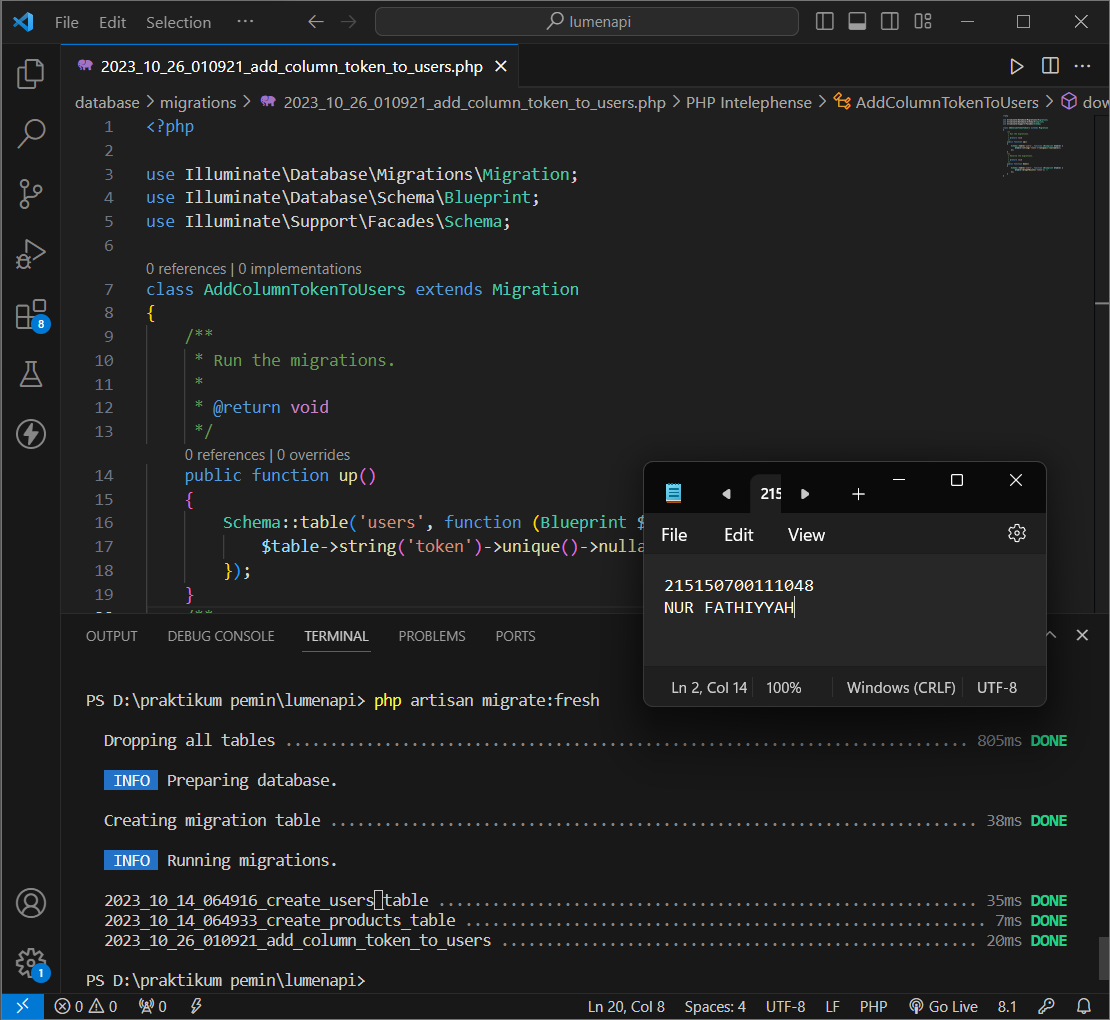 File Edit Selection ··· lumenapi
2023_10_26_010921_add_column_token_to_users.php
database > migrations > 2023_10_26_010921_add_column_token_to_users.php > PHP Intelephense > AddColumnTokenToUsers > dow
1 <?php
2
3 use Illuminate\Database\Migrations\Migration;
4 use Illuminate\Database\Schema\Blueprint;
5 use Illuminate\Support\Facades\Schema;
6
0 references | 0 implementations
7 class AddColumnTokenToUsers extends Migration
8 {
9 /**
10 * Run the migrations.
11 *
12 * @return void
13 */
0 references | 0 overrides
14 public function up()
15 {
16 Schema::table('users', function (Blueprint $
17 $table->string('token')->unique()->nulla
18 });
19 }
/**
8
215
File Edit View
215150700111048
NUR FATHIYYAH
Ln 2, Col 14 100% Windows (CRLF) UTF-8
OUTPUT DEBUG CONSOLE TERMINAL PROBLEMS PORTS
PS D:\praktikum pemin\lumenapi> php artisan migrate:fresh
Dropping all tables ........................................................................... 805ms DONE
INFO Preparing database.
Creating migration table ....................................................................... 38ms DONE
INFO Running migrations.
2023_10_14_064916_create_users_table ........................................................... 35ms DONE
2023_10_14_064933_create_products_table ......................................................... 7ms DONE
2023_10_26_010921_add_column_token_to_users .................................................... 20ms DONE
PS D:\praktikum pemin\lumenapi>
1
0 0 0 Ln 20, Col 8 Spaces: 4 UTF-8 LF PHP Go Live 8.1